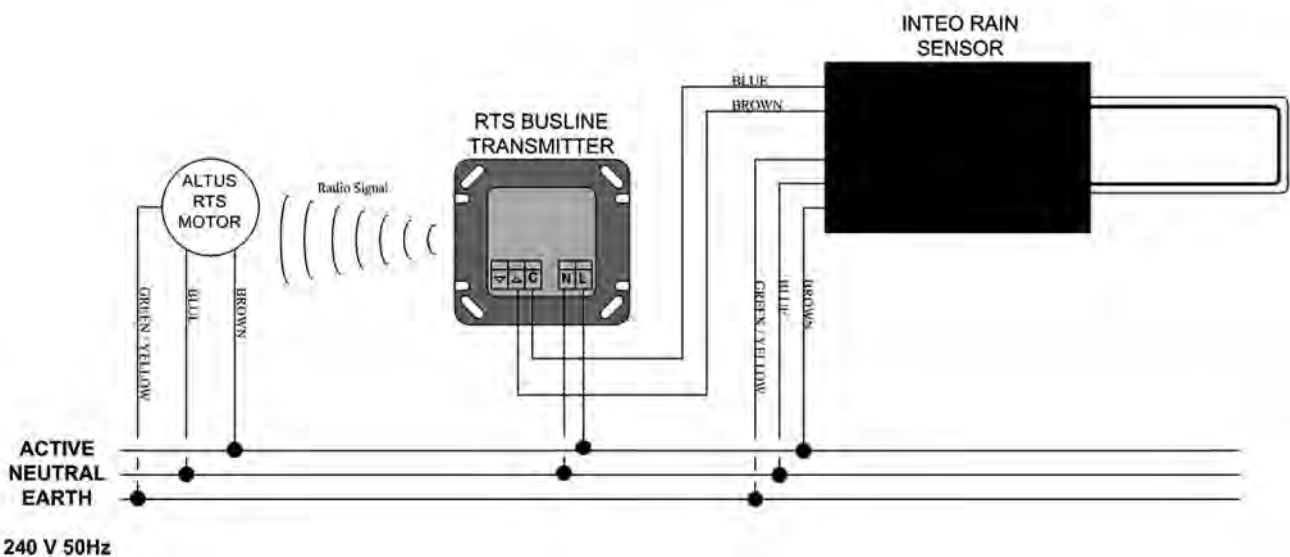 INTEO RAIN
SENSOR
BLUE
BROWN
RTS BUSLINE
TRANSMITTER
ALTUS
RTS
MOTOR
Radio Signal
C N L
GREEN / YELLOW
BLUE
BROWN
GREEN / YELLOW
BLUE
BROWN
ACTIVE
NEUTRAL
EARTH
240 V 50Hz